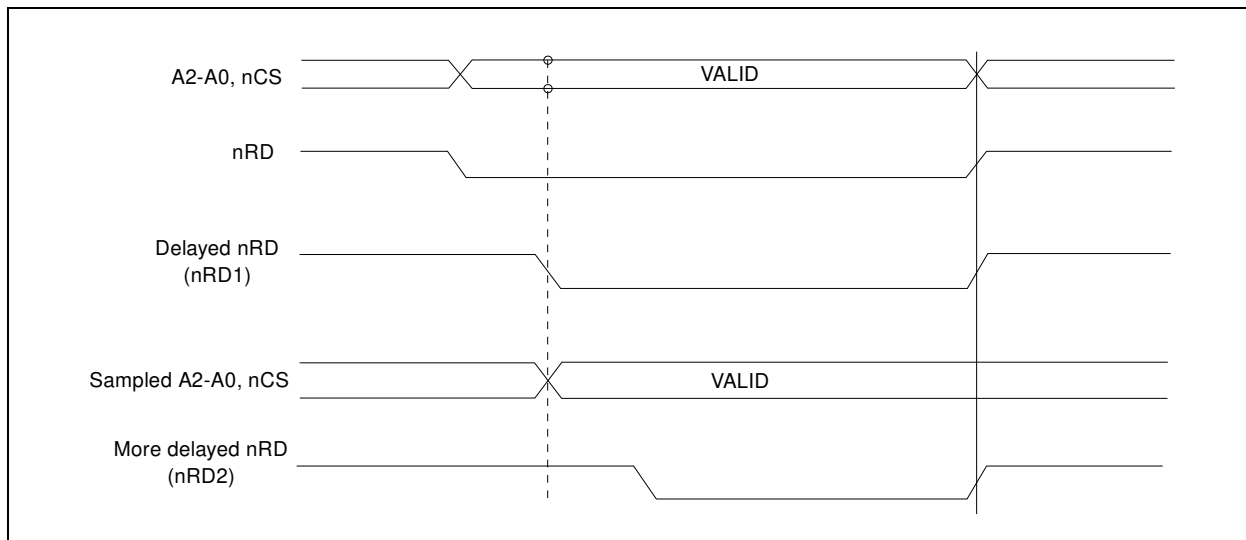 A2-A0, nCS
VALID
nRD
Delayed nRD
(nRD1)
Sampled A2-A0, nCS
VALID
More delayed nRD
(nRD2)